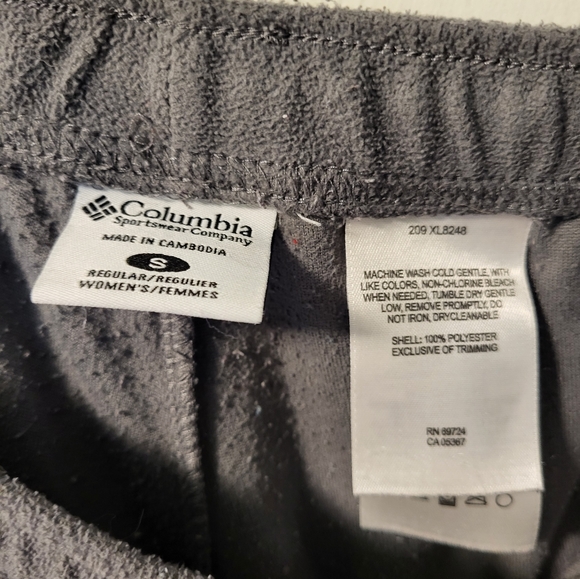 Columbia
Sportswear Company
MADE IN CAMBODIA
S
REGULAR/REGULIER
WOMEN'S/FEMMES
209 XL8248
MACHINE WASH COLD GENTLE, WITH
LIKE COLORS, NON-CHLORINE BLEACH
WHEN NEEDED, TUMBLE DRY GENTLE
LOW, REMOVE PROMPTLY, DO
NOT IRON, DRYCLEANABLE
SHELL: 100% POLYESTER
EXCLUSIVE OF TRIMMING
RN 69724
CA 05367